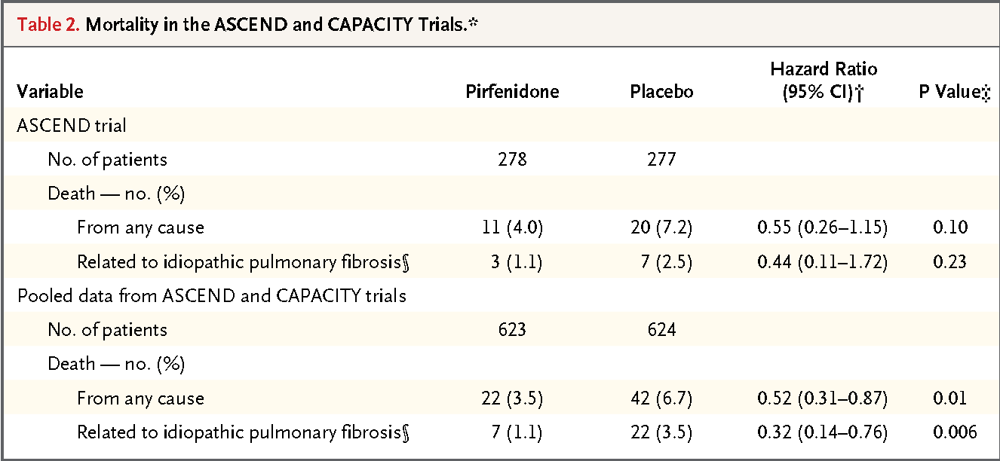 Table 2. Mortality in the ASCEND and CAPACITY Trials.*
Variable Pirfenidone Placebo Hazard Ratio (95% CI)† P Value‡
ASCEND trial
No. of patients 278 277
Death — no. (%)
From any cause 11 (4.0) 20 (7.2) 0.55 (0.26–1.15) 0.10
Related to idiopathic pulmonary fibrosis§ 3 (1.1) 7 (2.5) 0.44 (0.11–1.72) 0.23
Pooled data from ASCEND and CAPACITY trials
No. of patients 623 624
Death — no. (%)
From any cause 22 (3.5) 42 (6.7) 0.52 (0.31–0.87) 0.01
Related to idiopathic pulmonary fibrosis§ 7 (1.1) 22 (3.5) 0.32 (0.14–0.76) 0.006